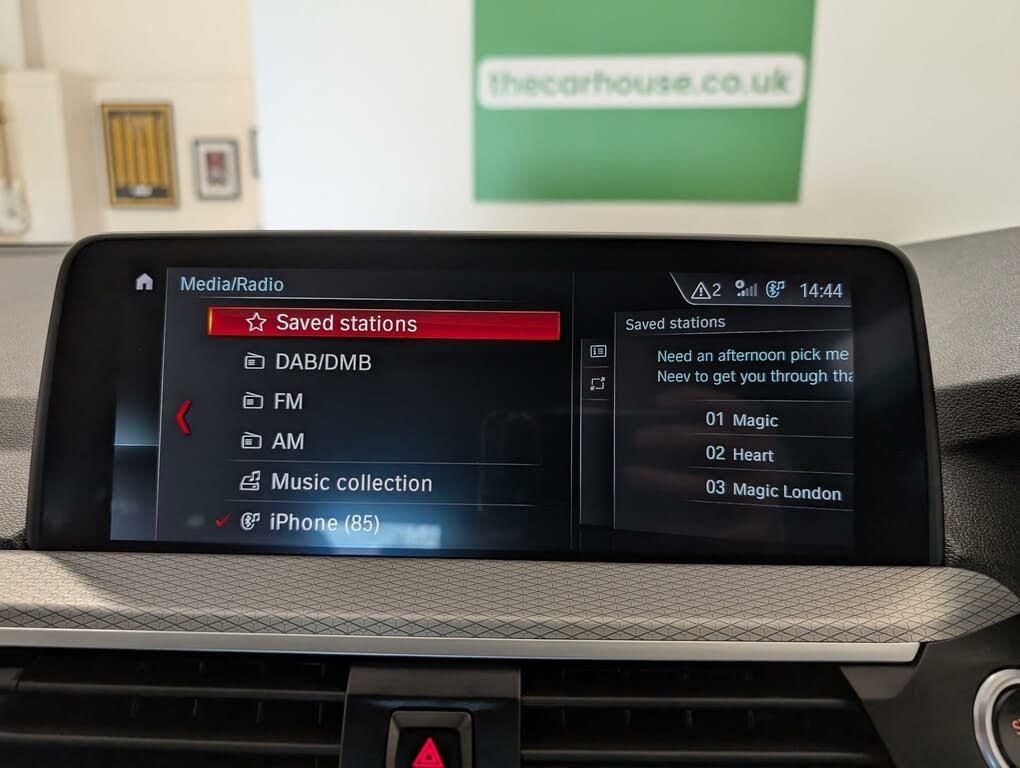 thecarhouse.co.uk
Media/Radio
2
14:44
Saved stations
DAB/DMB
FM
AM
Music collection
iPhone (85)
Saved stations
Need an afternoon pick me
Neev to get you through tha
01 Magic
02 Heart
03 Magic London